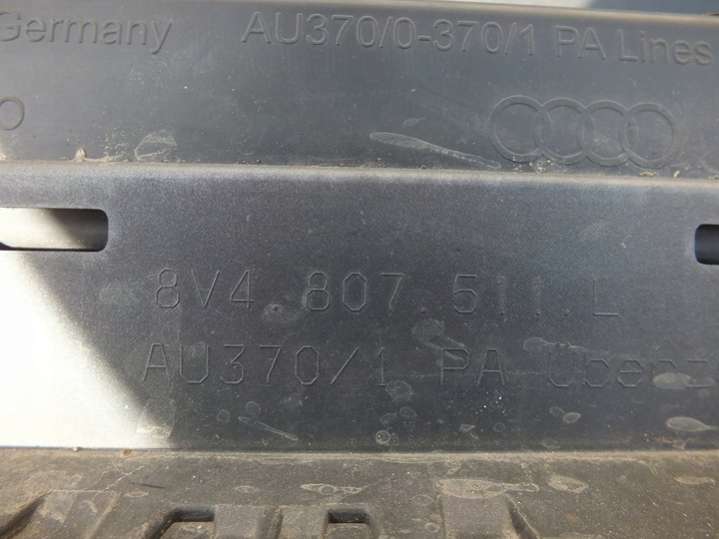 Germany AU370/0-370/1 PA Lines
8V4 807.511.L
AU370/1 PA